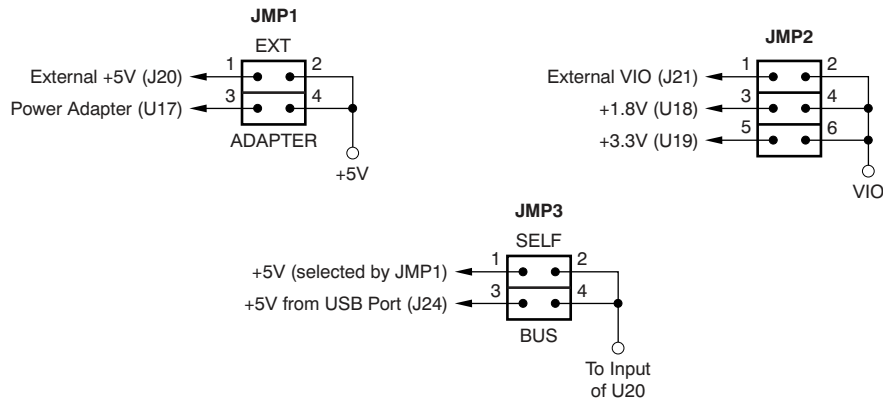 JMP1
EXT
1 2
External +5V (J20)
3 4
Power Adapter (U17)
ADAPTER
+5V
JMP2
1 2
External VIO (J21)
3 4
+1.8V (U18)
5 6
+3.3V (U19)
VIO
JMP3
SELF
1 2
+5V (selected by JMP1)
3 4
+5V from USB Port (J24)
BUS
To Input
of U20